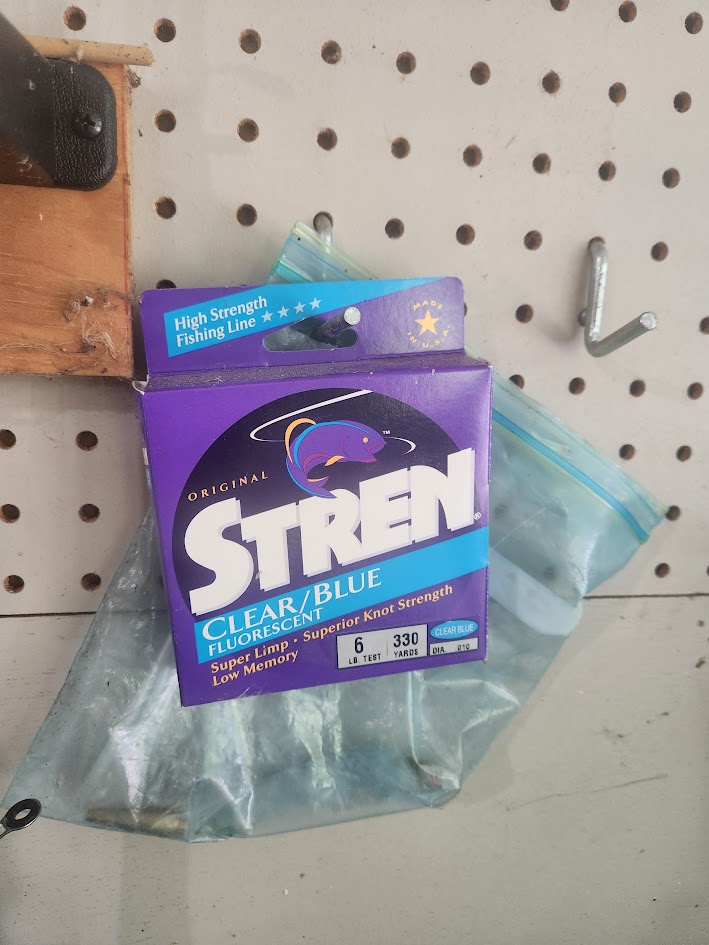 High Strength
Fishing Line ★★★★
MADE
IN U.S.A.
ORIGINAL
™
STREN®
CLEAR/BLUE
FLUORESCENT
Super Limp · Superior Knot Strength
Low Memory
6
LB. TEST
330
YARDS
CLEAR BLUE
DIA. .010